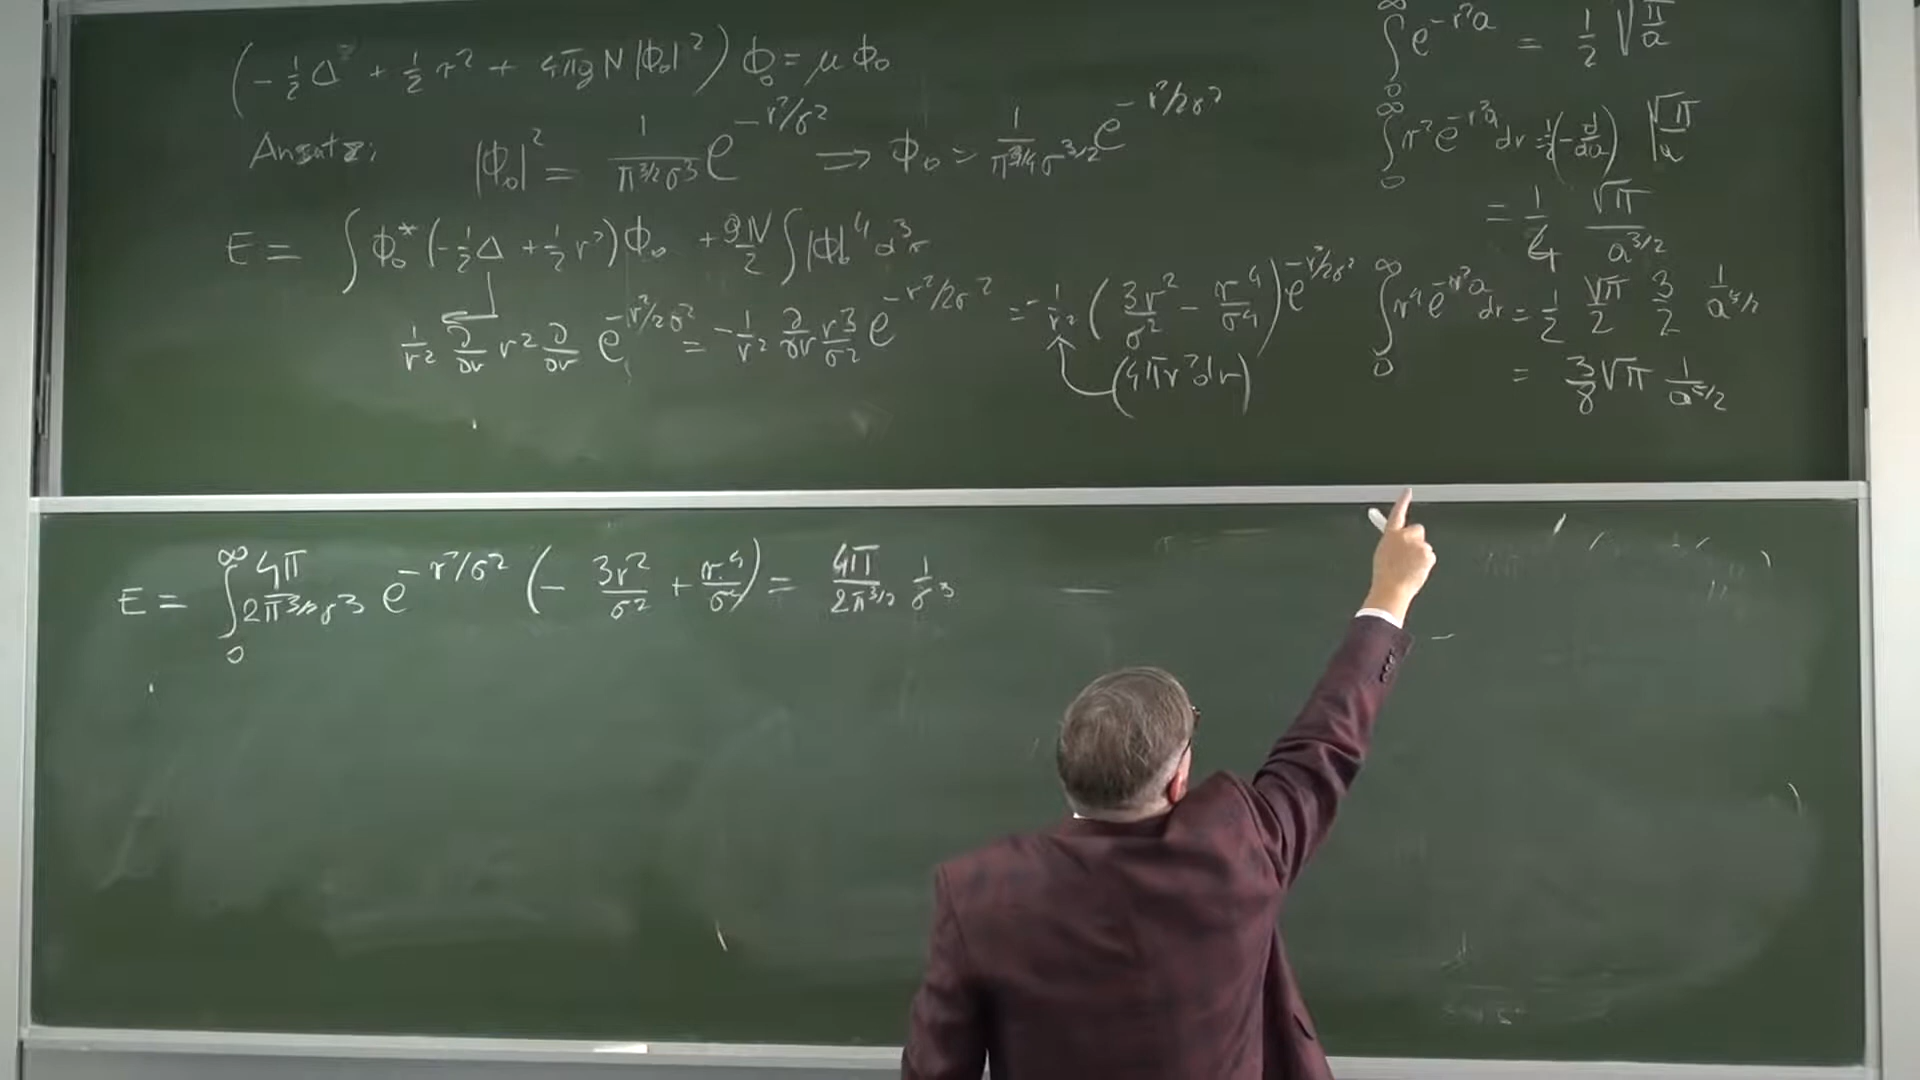 (-½Δ + ½r² + 4πgN|Φ₀|²) Φ₀ = μΦ₀
Ansatz; |Φ₀|² = 1/(π^{3/2}σ³) e^{-r²/σ²} ⟹ Φ₀ = 1/(π^{3/4}σ^{3/2}) e^{-r²/2σ²}
E = ∫Φ₀*(-½Δ + ½r²)Φ₀ + gN/2 ∫|Φ₀|⁴ d³r
1/r² ∂/∂r r² ∂/∂r e^{-r²/2σ²} = -1/r² ∂/∂r r³/σ² e^{-r²/2σ²} = -1/r² (3r²/σ² - r⁴/σ⁴) e^{-r²/2σ²}
(4πr²dr)
∫₀^∞ e^{-r²a} = ½ √(π/a)
∫₀^∞ r² e^{-r²a} dr = ½(-d/da) √π/a
= 1/4 √π/a^{3/2}
∫₀^∞ r⁴ e^{-r²a} dr = ½ √π/2 3/2 1/a^{5/2}
= 3/8 √π 1/a^{5/2}
E = ∫₀^∞ 4π/(2π^{3/2}σ³) e^{-r²/σ²} (- 3r²/σ² + r⁴/σ⁴) = 4π/(2π^{3/2}) 1/σ³